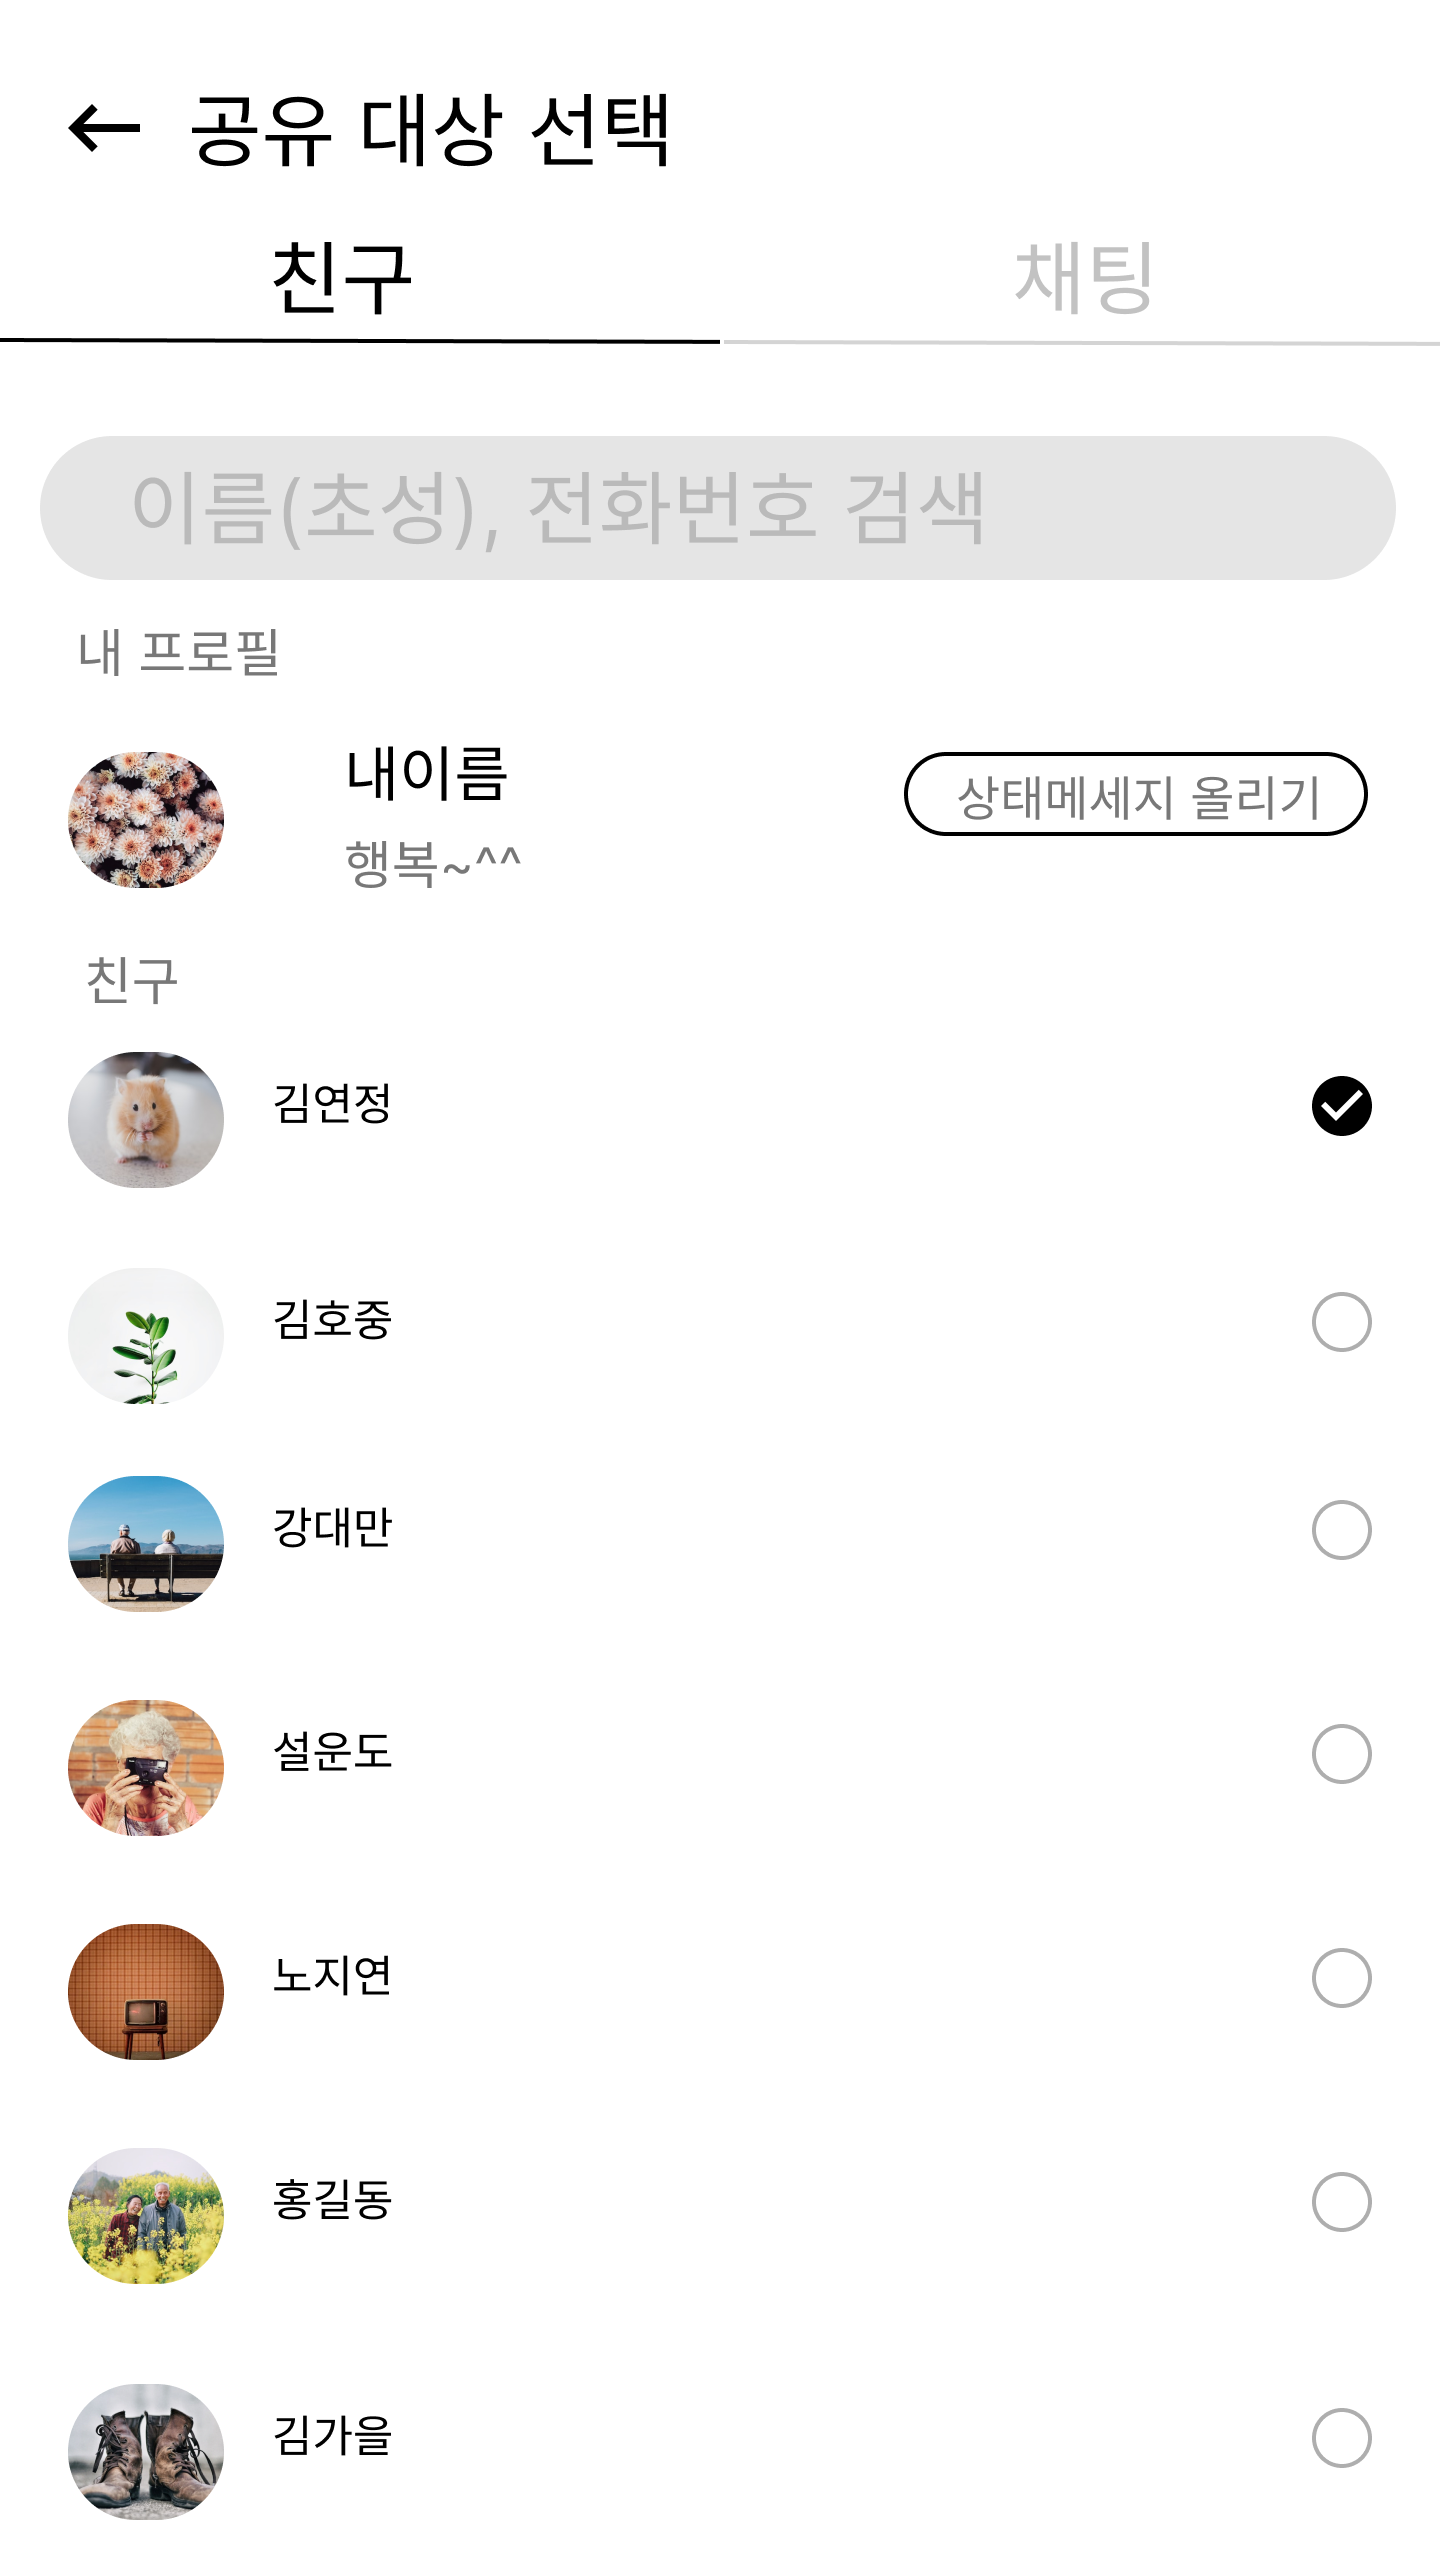 공유 대상 선택
친구
채팅
이름(초성), 전화번호 검색
내 프로필
내이름
상태메세지 올리기
행복~^^
친구
김연정
김호중
강대만
설운도
노지연
홍길동
김가을